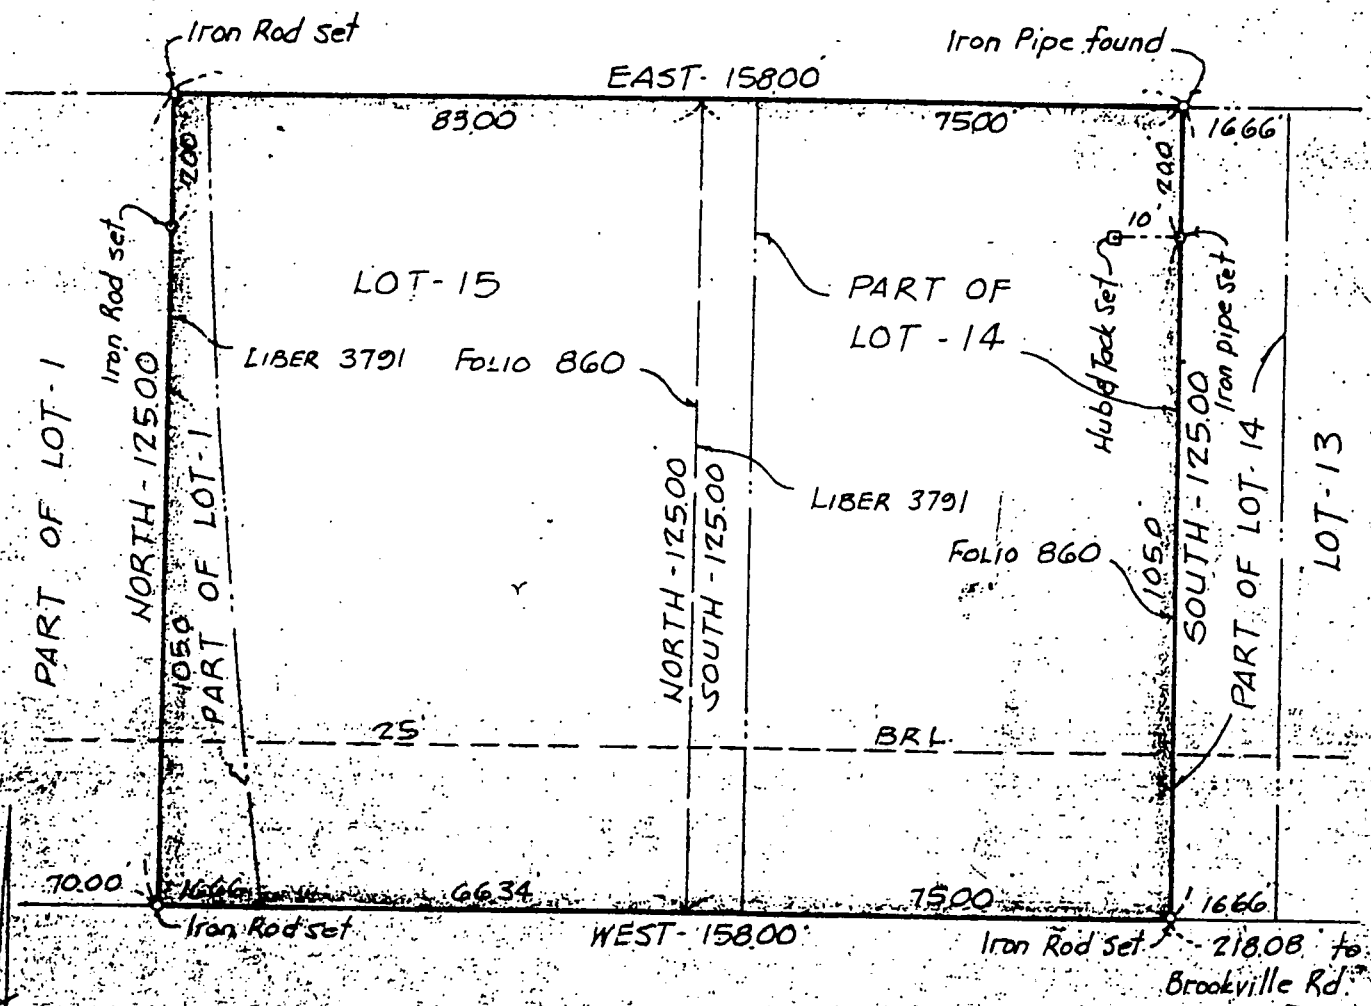 Iron Rod set
Iron Pipe found
EAST - 158.00'
83.00
75.00
16.66
20.0
20.0
10'
Iron Rod set
Iron pipe set
Hub & Tack Set
LOT - 15
PART OF
LOT - 14
LIBER 3791 FOLIO 860
PART OF LOT - 1
NORTH - 125.00
PART OF LOT - 1
105.0
NORTH - 125.00
SOUTH - 125.00
LIBER 3791
FOLIO 860
105.0
SOUTH - 125.00
PART OF LOT - 14
LOT - 13
25'
BRL
70.00
16.66
66.34
75.00
16.66
Iron Rod set
WEST - 158.00'
Iron Rod set
218.08 to
Brookville Rd.